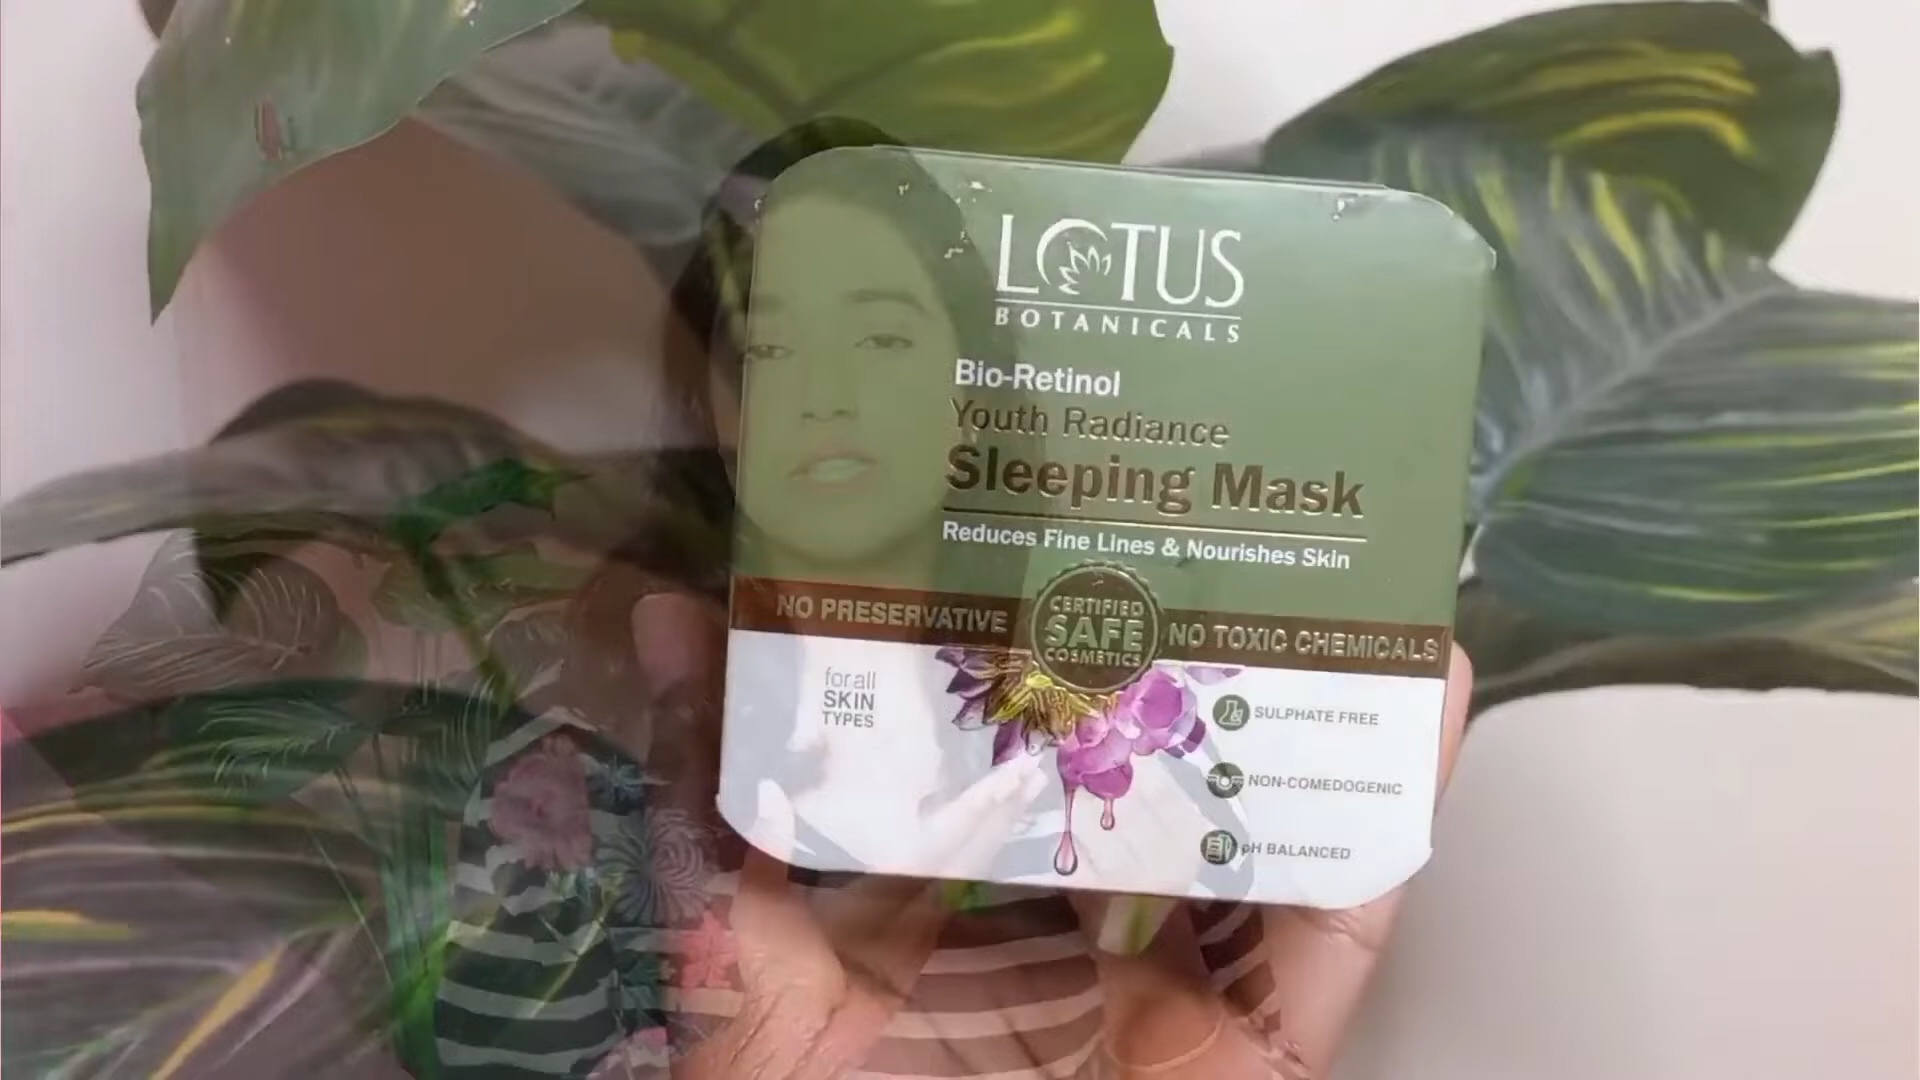 LOTUS
BOTANICALS
Bio-Retinol
Youth Radiance
Sleeping Mask
Reduces Fine Lines & Nourishes Skin
NO PRESERVATIVE
CERTIFIED
SAFE
COSMETICS
NO TOXIC CHEMICALS
for all
SKIN
TYPES
SULPHATE FREE
NON-COMEDOGENIC
pH BALANCED